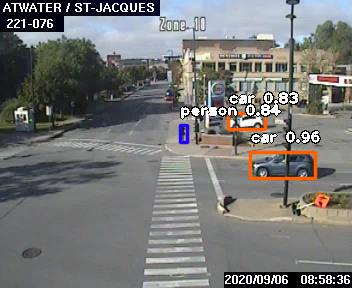 ATWATER / ST-JACQUES
221-076
Zone 10
car 0.83
person 0.84
car 0.96
2020/09/06 08:58:36